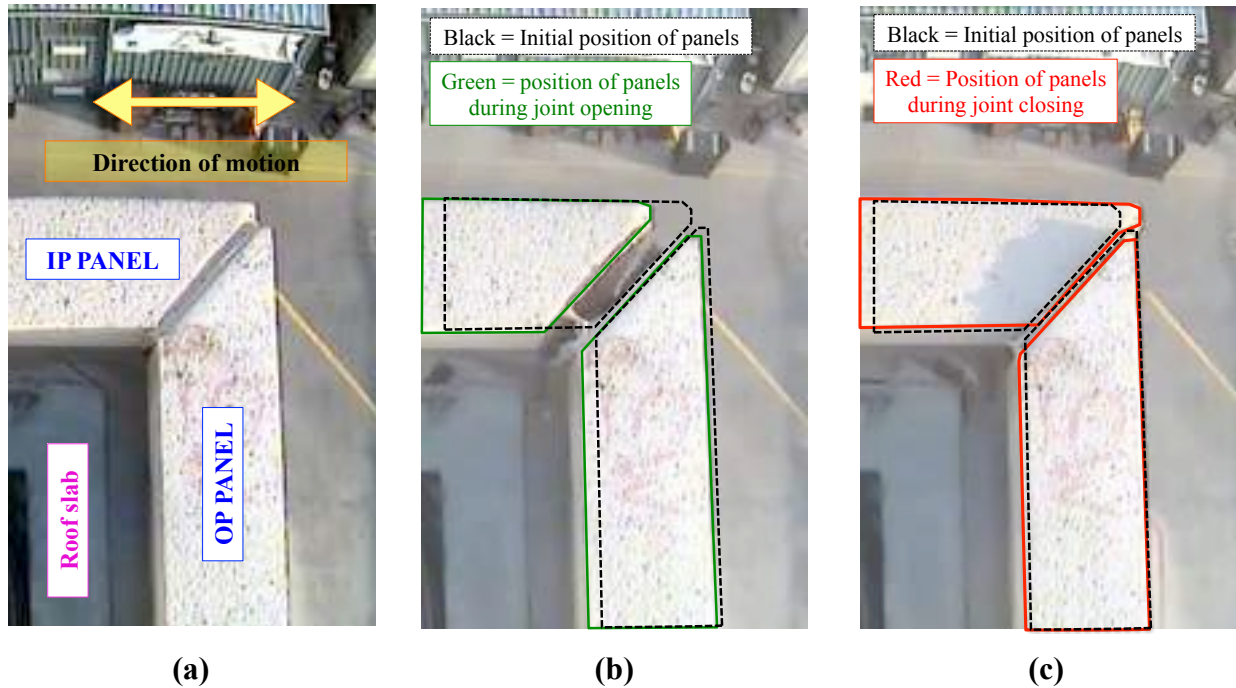 Direction of motion
IP PANEL
OP PANEL
Roof slab
(a)
Black = Initial position of panels
Green = position of panels
during joint opening
(b)
Black = Initial position of panels
Red = Position of panels
during joint closing
(c)